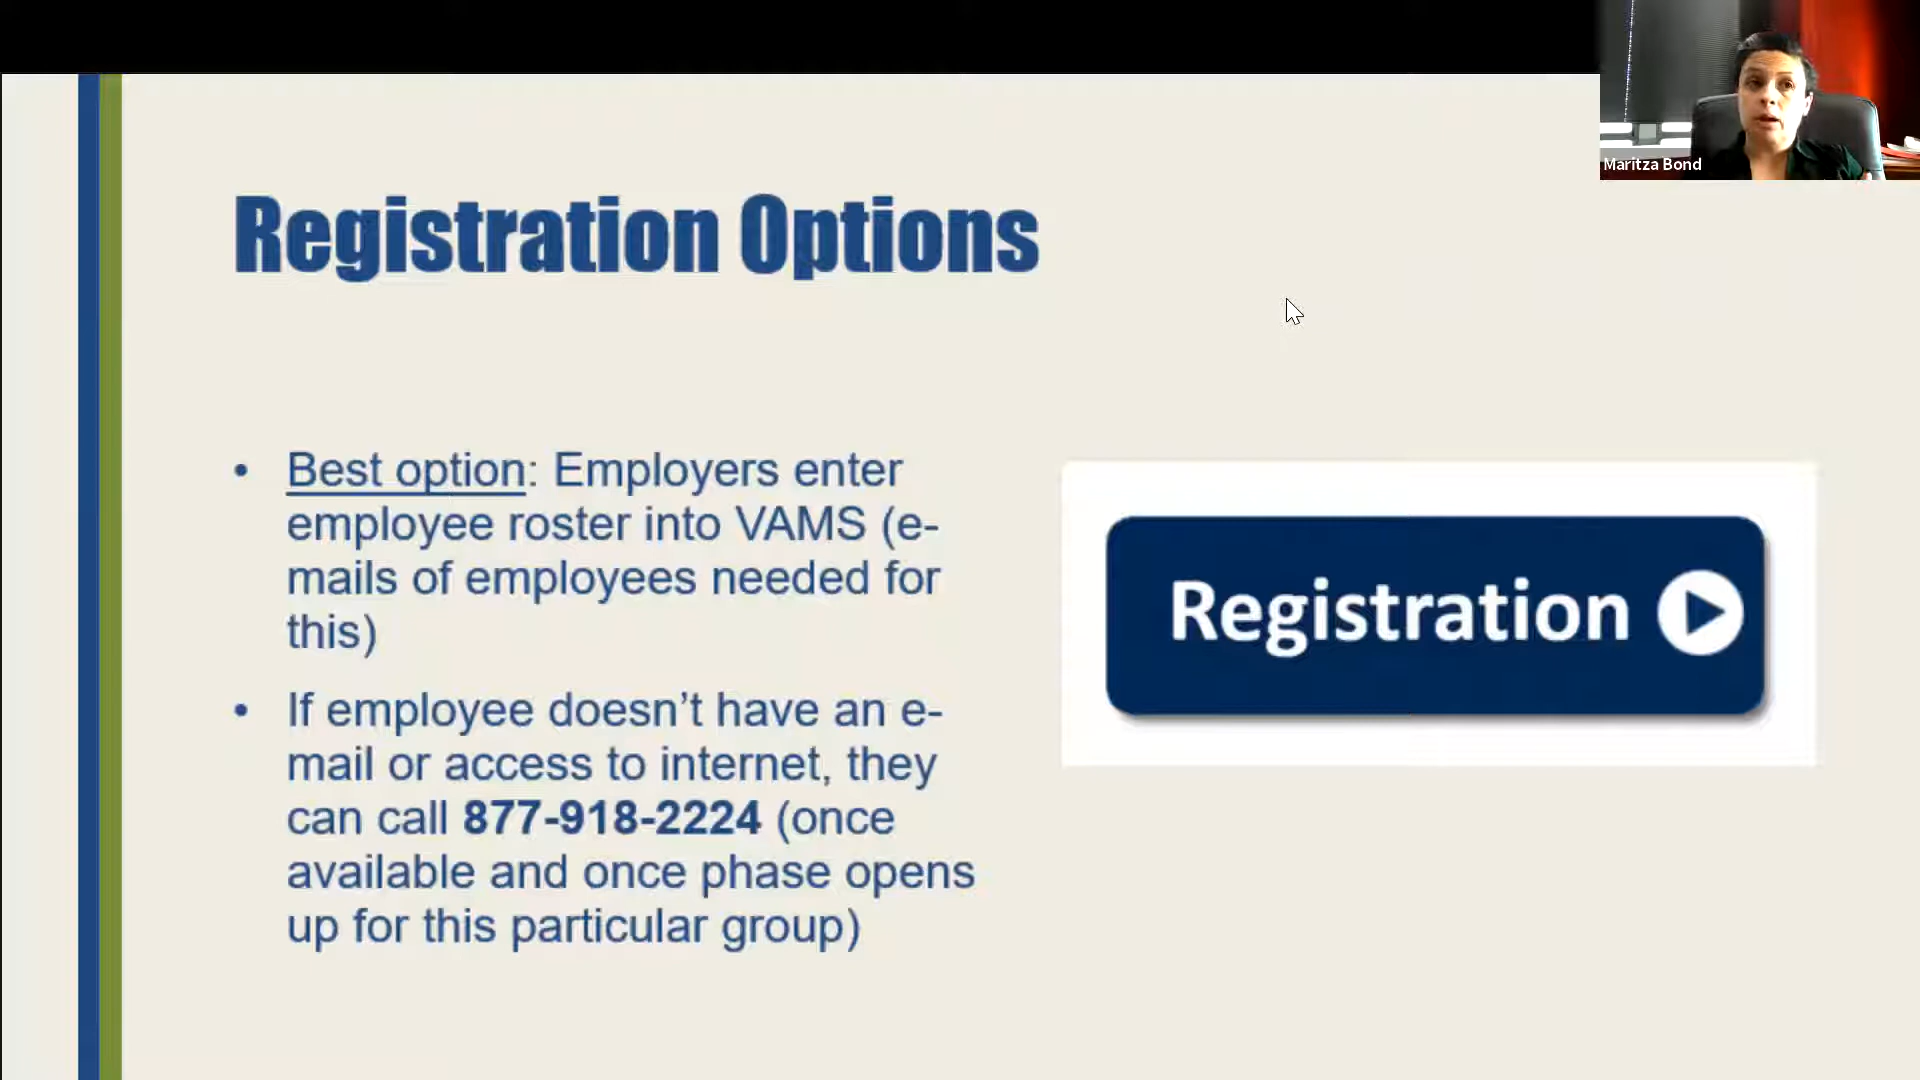 Maritza Bond
Registration Options
• Best option: Employers enter
employee roster into VAMS (e-
mails of employees needed for
this)
• If employee doesn’t have an e-
mail or access to internet, they
can call 877-918-2224 (once
available and once phase opens
up for this particular group)
Registration